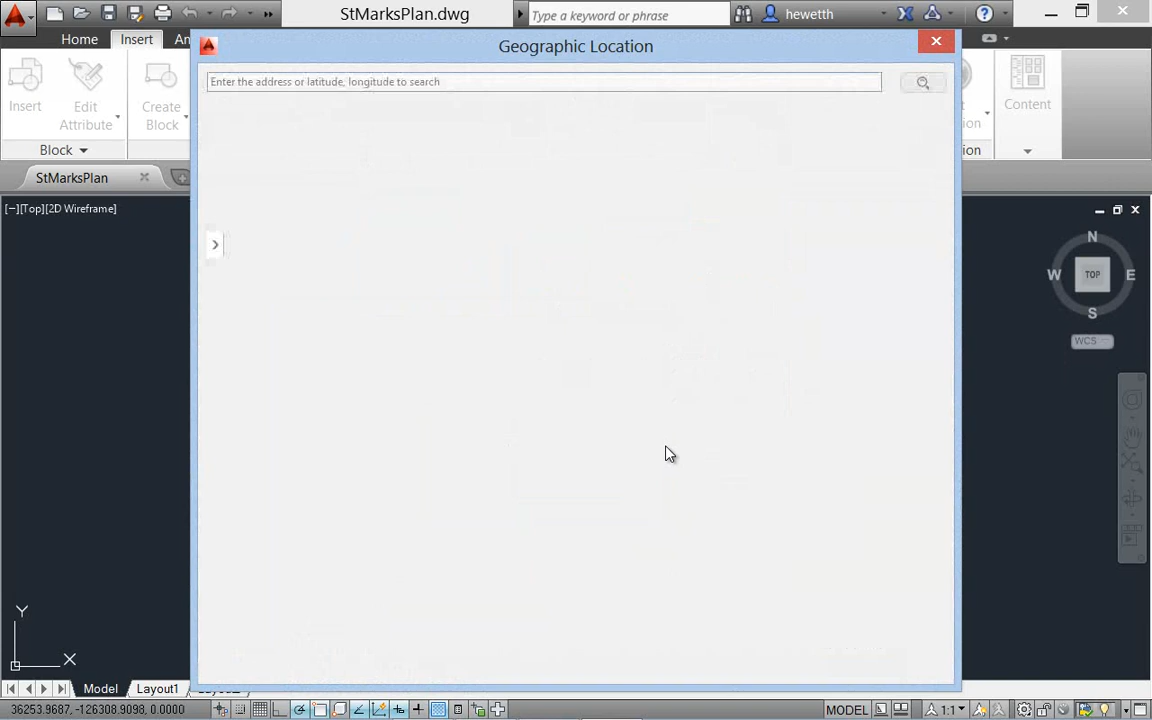 StMarksPlan.dwg
Type a keyword or phrase
hewetth
Home
Insert
An
Geographic Location
Enter the address or latitude, longitude to search
Insert
Edit
Attribute
Create
Block
Content
Block
StMarksPlan
[−][Top][2D Wireframe]
N
W
TOP
E
S
WCS
Y
X
Model
Layout1
36253.9687, -126308.9098, 0.0000
MODEL
1:1